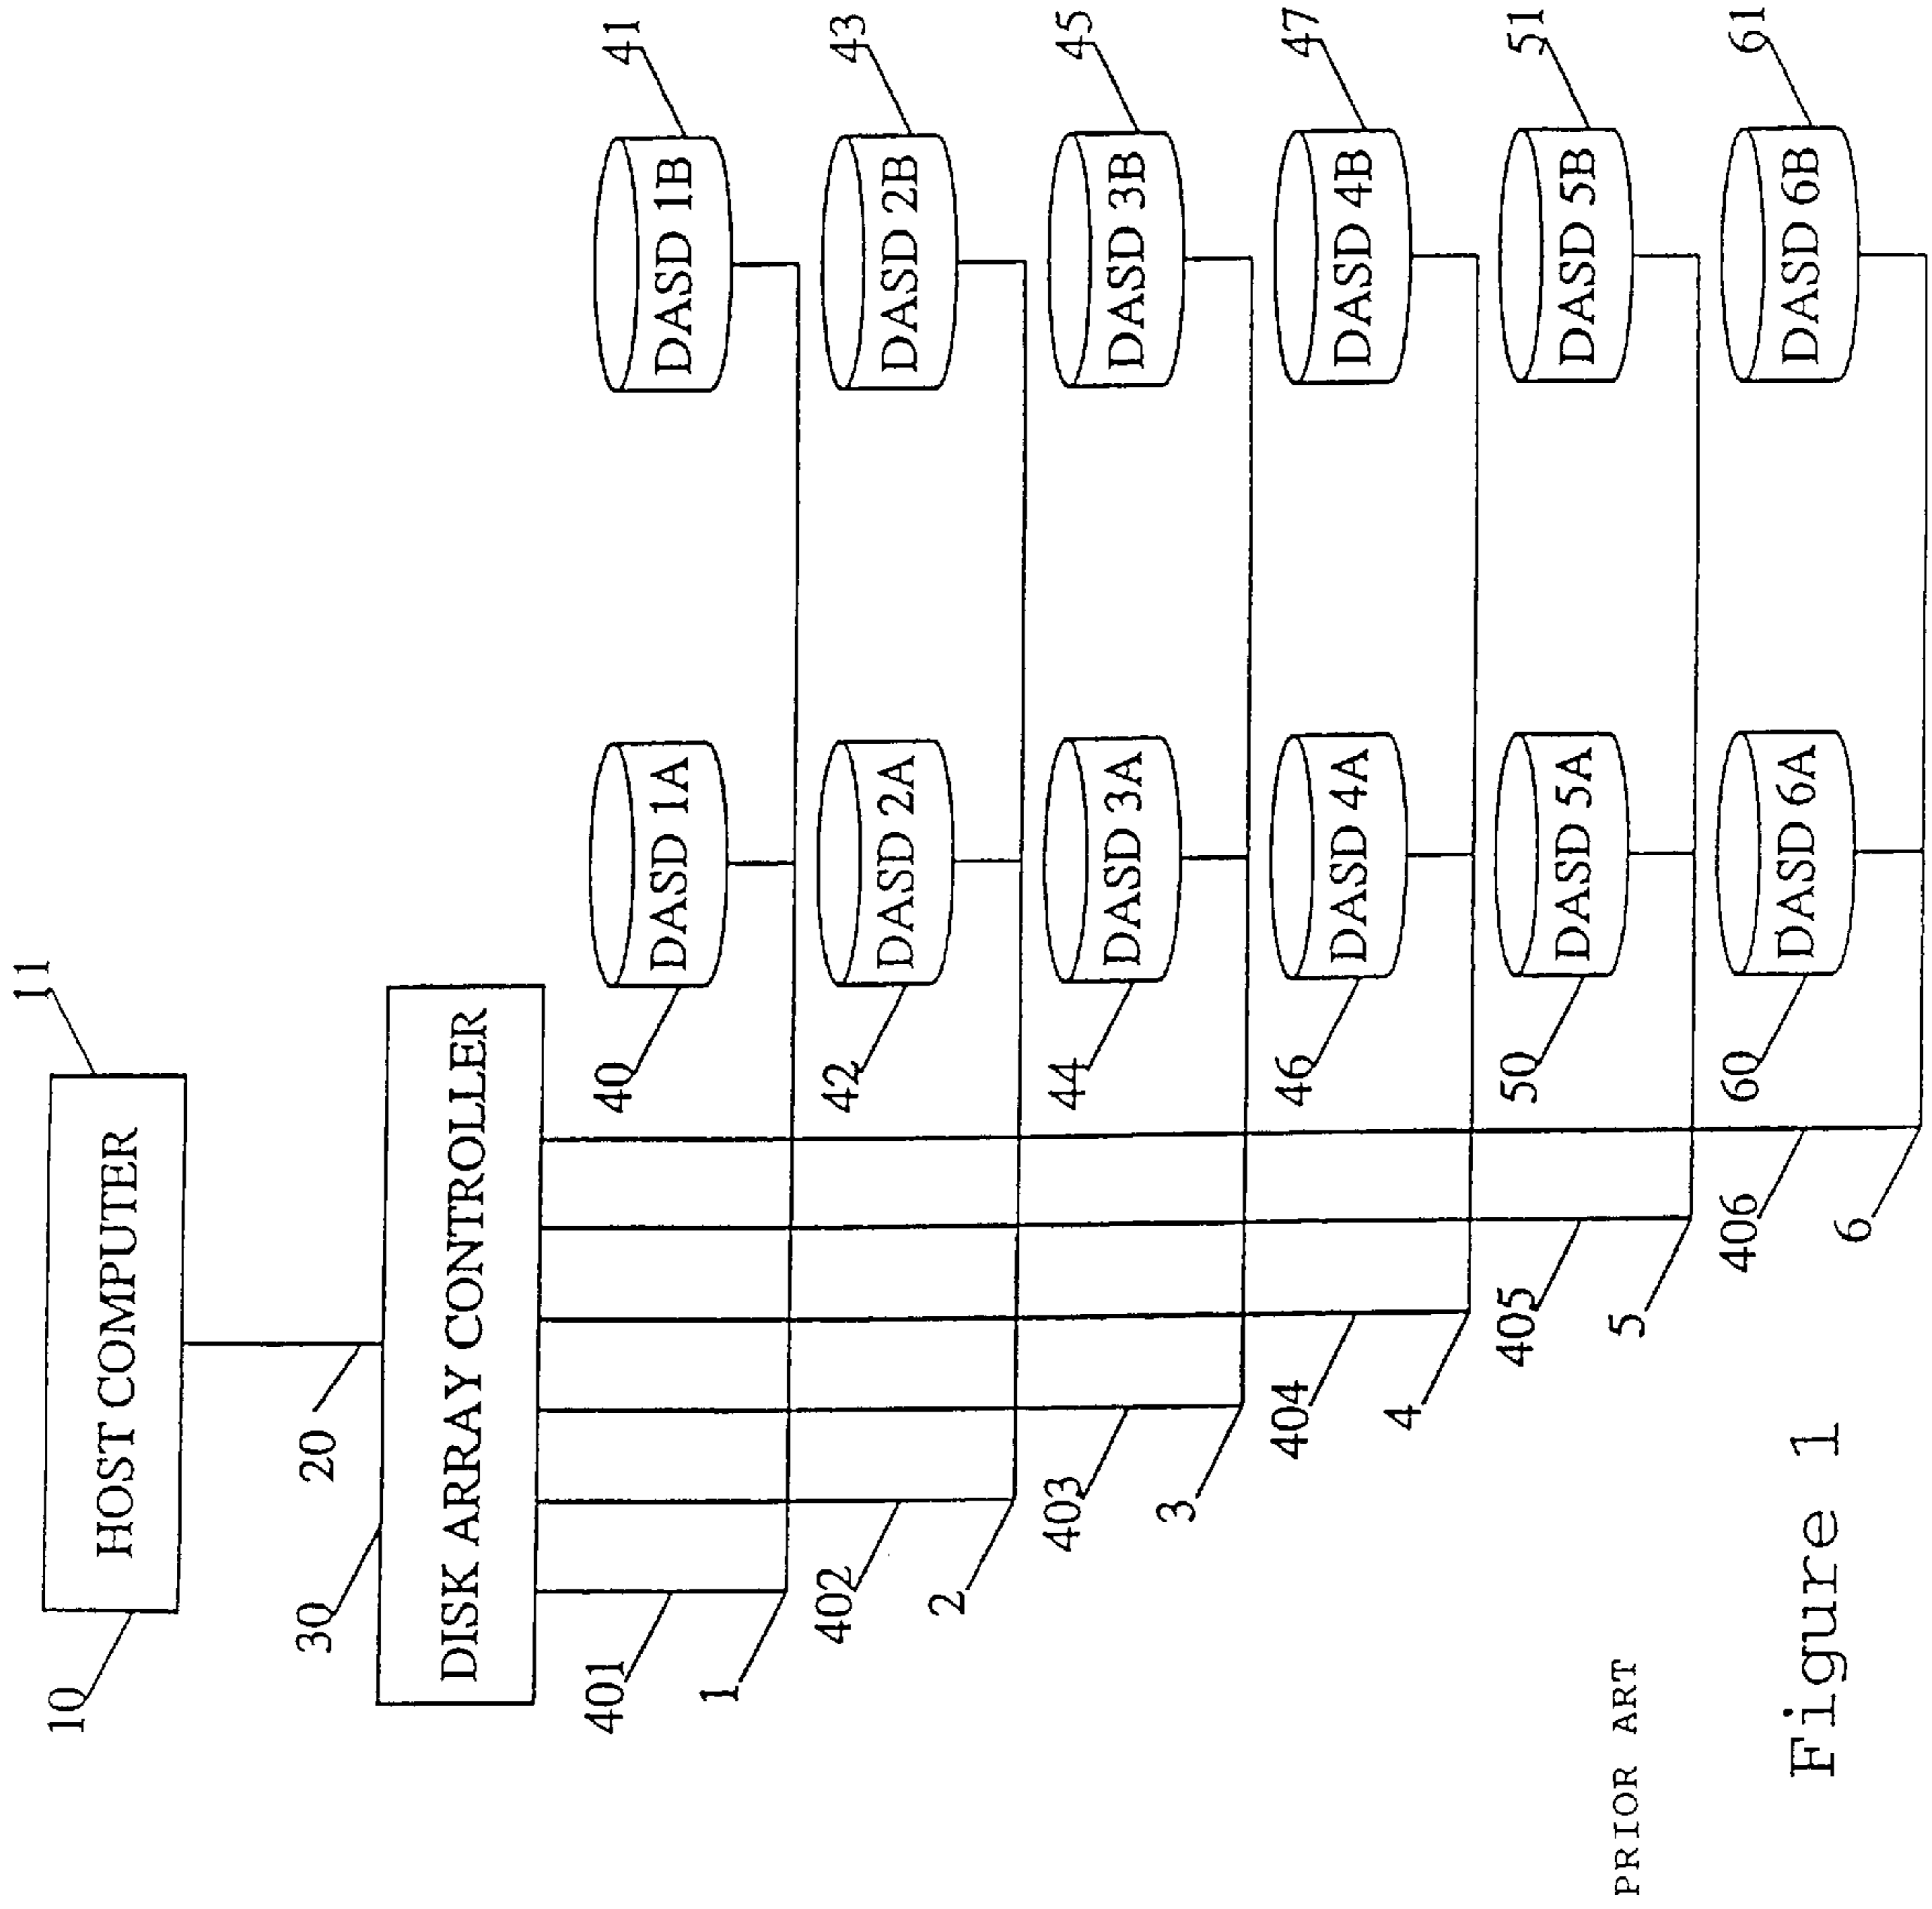 10
HOST COMPUTER
11
20
30
DISK ARRAY CONTROLLER
401
40
DASD 1A
DASD 1B
41
1
402
42
DASD 2A
DASD 2B
43
2
403
44
DASD 3A
DASD 3B
45
3
404
46
DASD 4A
DASD 4B
47
4
405
50
DASD 5A
DASD 5B
51
5
406
60
DASD 6A
DASD 6B
61
6
PRIOR ART
Figure 1